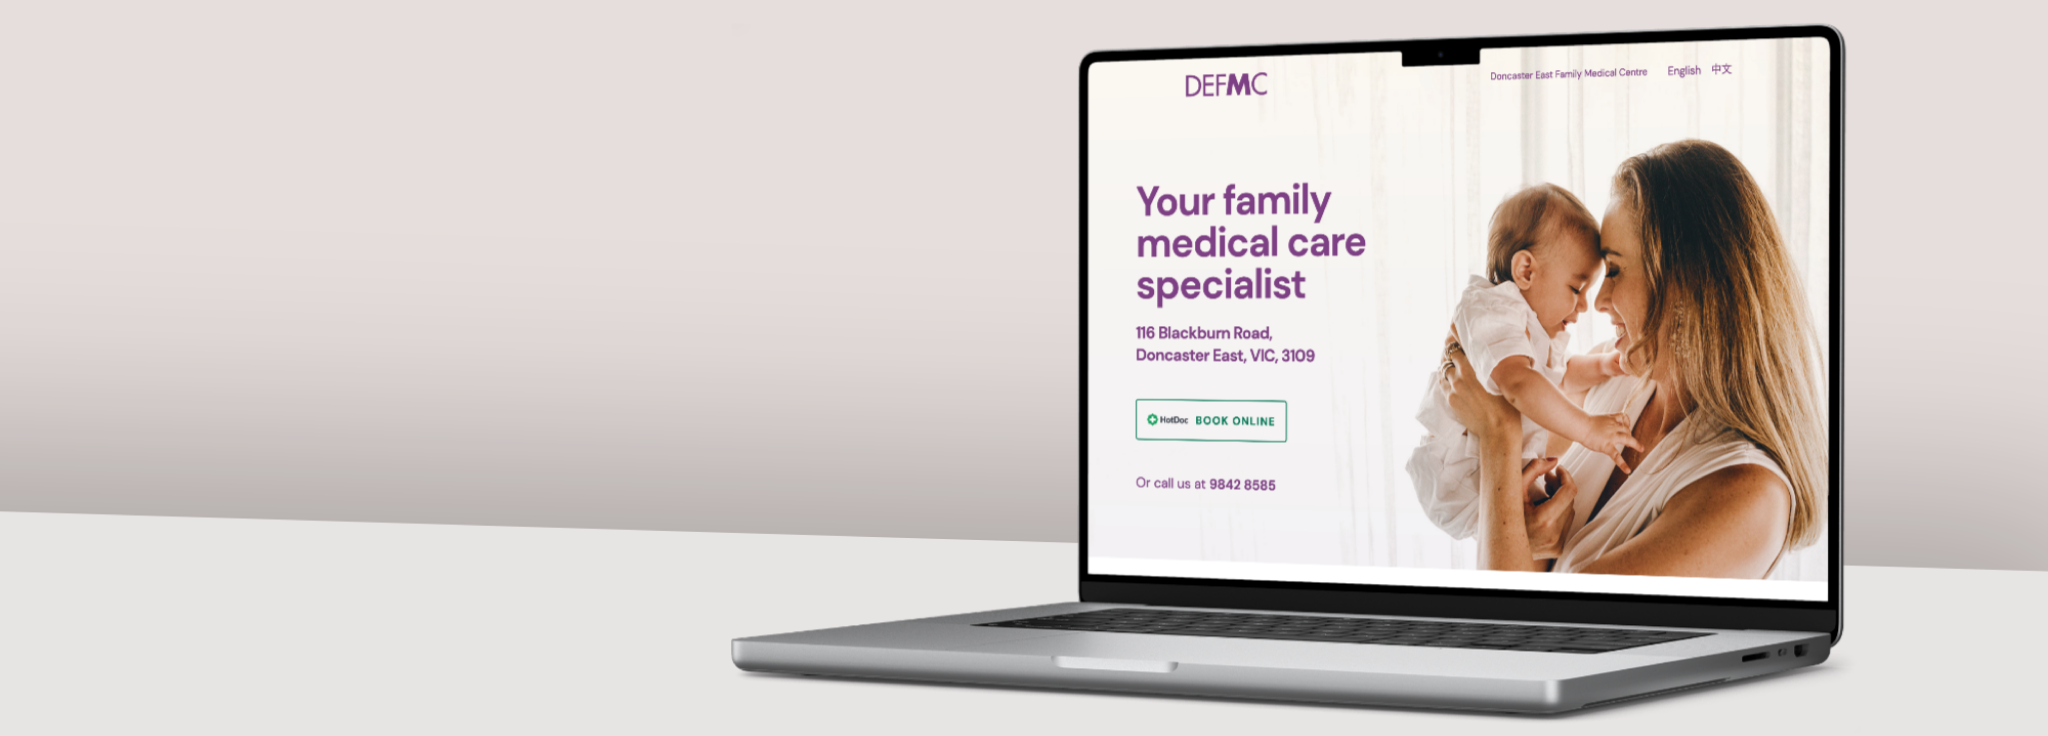 DEFMC
Doncaster East Family Medical Centre English 中文
Your family
medical care
specialist
116 Blackburn Road,
Doncaster East, VIC, 3109
HotDoc BOOK ONLINE
Or call us at 9842 8585